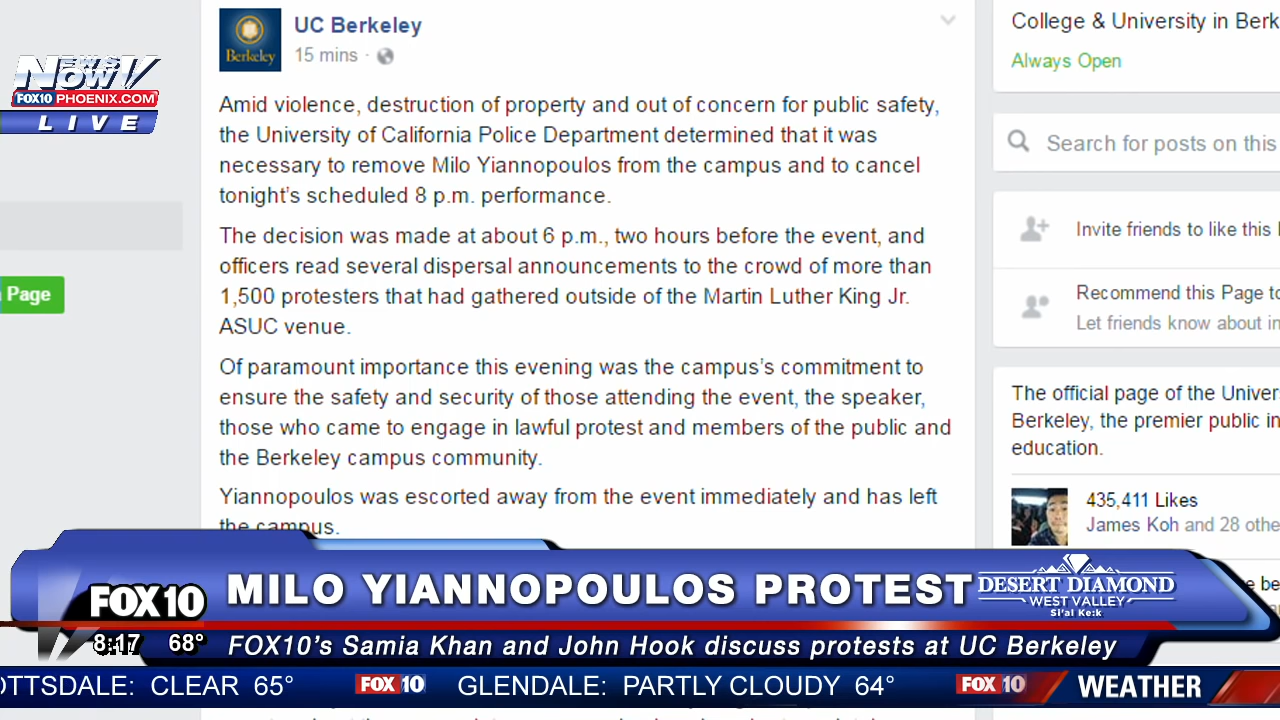 UC Berkeley
15 mins ·
Berkeley
Amid violence, destruction of property and out of concern for public safety,
the University of California Police Department determined that it was
necessary to remove Milo Yiannopoulos from the campus and to cancel
tonight's scheduled 8 p.m. performance.
The decision was made at about 6 p.m., two hours before the event, and
officers read several dispersal announcements to the crowd of more than
1,500 protesters that had gathered outside of the Martin Luther King Jr.
ASUC venue.
Of paramount importance this evening was the campus's commitment to
ensure the safety and security of those attending the event, the speaker,
those who came to engage in lawful protest and members of the public and
the Berkeley campus community.
Yiannopoulos was escorted away from the event immediately and has left
the campus.
College & University in Berk
Always Open
Search for posts on this
Invite friends to like this
Recommend this Page to
Let friends know about in
The official page of the Univer
Berkeley, the premier public in
education.
435,411 Likes
James Koh and 28 othe
e be
Page
NEWS
NOW
FOX10 PHOENIX.COM
LIVE
FOX10
MILO YIANNOPOULOS PROTEST
DESERT DIAMOND
WEST VALLEY
Si'al Ke:k
8:17 68°
FOX10's Samia Khan and John Hook discuss protests at UC Berkeley
OTTSDALE: CLEAR 65° FOX10 GLENDALE: PARTLY CLOUDY 64° FOX10 WEATHER